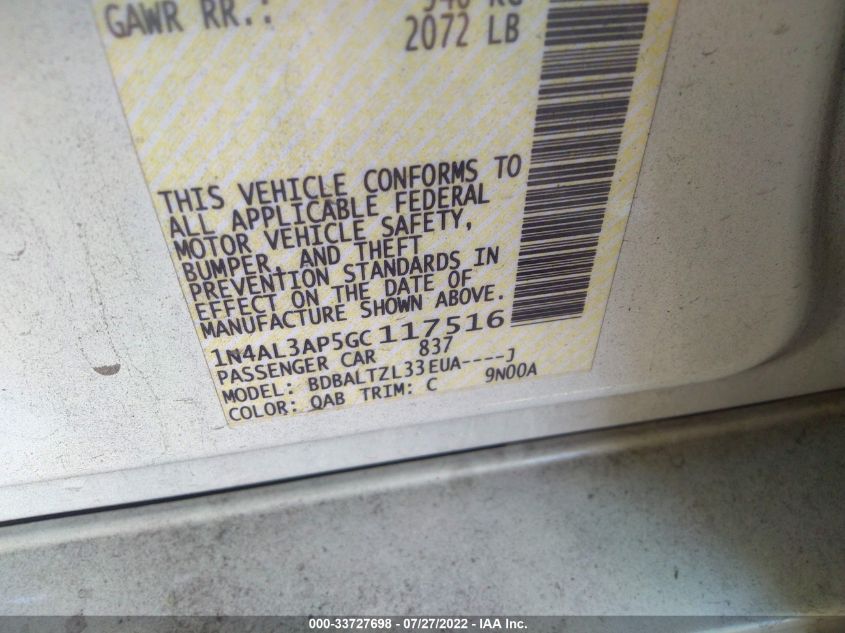 GAWR RR.: 940 KG
2072 LB
THIS VEHICLE CONFORMS TO
ALL APPLICABLE FEDERAL
MOTOR VEHICLE SAFETY,
BUMPER, AND THEFT
PREVENTION STANDARDS IN
EFFECT ON THE DATE OF
MANUFACTURE SHOWN ABOVE.
1N4AL3AP5GC117516
PASSENGER CAR 837
MODEL: BDBALTZL33EUA----J
COLOR: QAB TRIM: C 9N00A
000-33727698 - 07/27/2022 - IAA Inc.